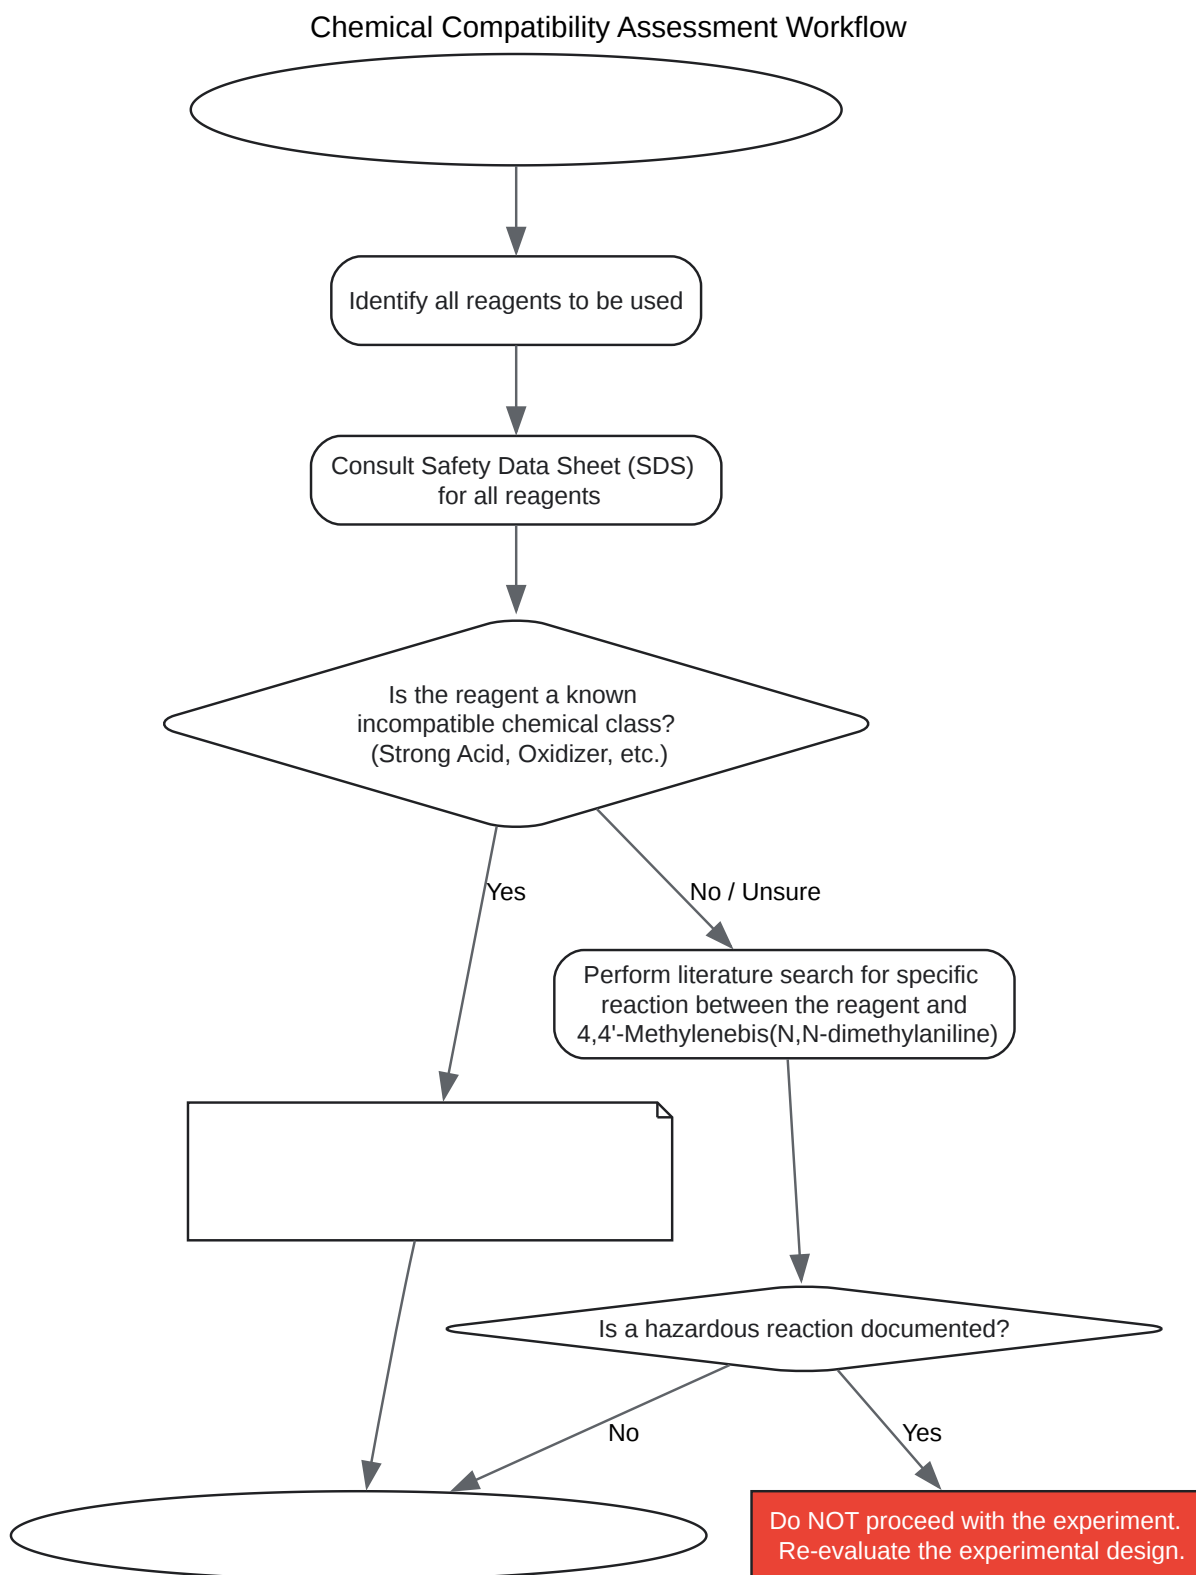 Chemical Compatibility Assessment Workflow
Identify all reagents to be used
Consult Safety Data Sheet (SDS)
for all reagents
Is the reagent a known
incompatible chemical class?
(Strong Acid, Oxidizer, etc.)
Yes
No / Unsure
Perform literature search for specific
reaction between the reagent and
4,4'-Methylenebis(N,N-dimethylaniline)
Is a hazardous reaction documented?
No
Yes
Do NOT proceed with the experiment.
Re-evaluate the experimental design.